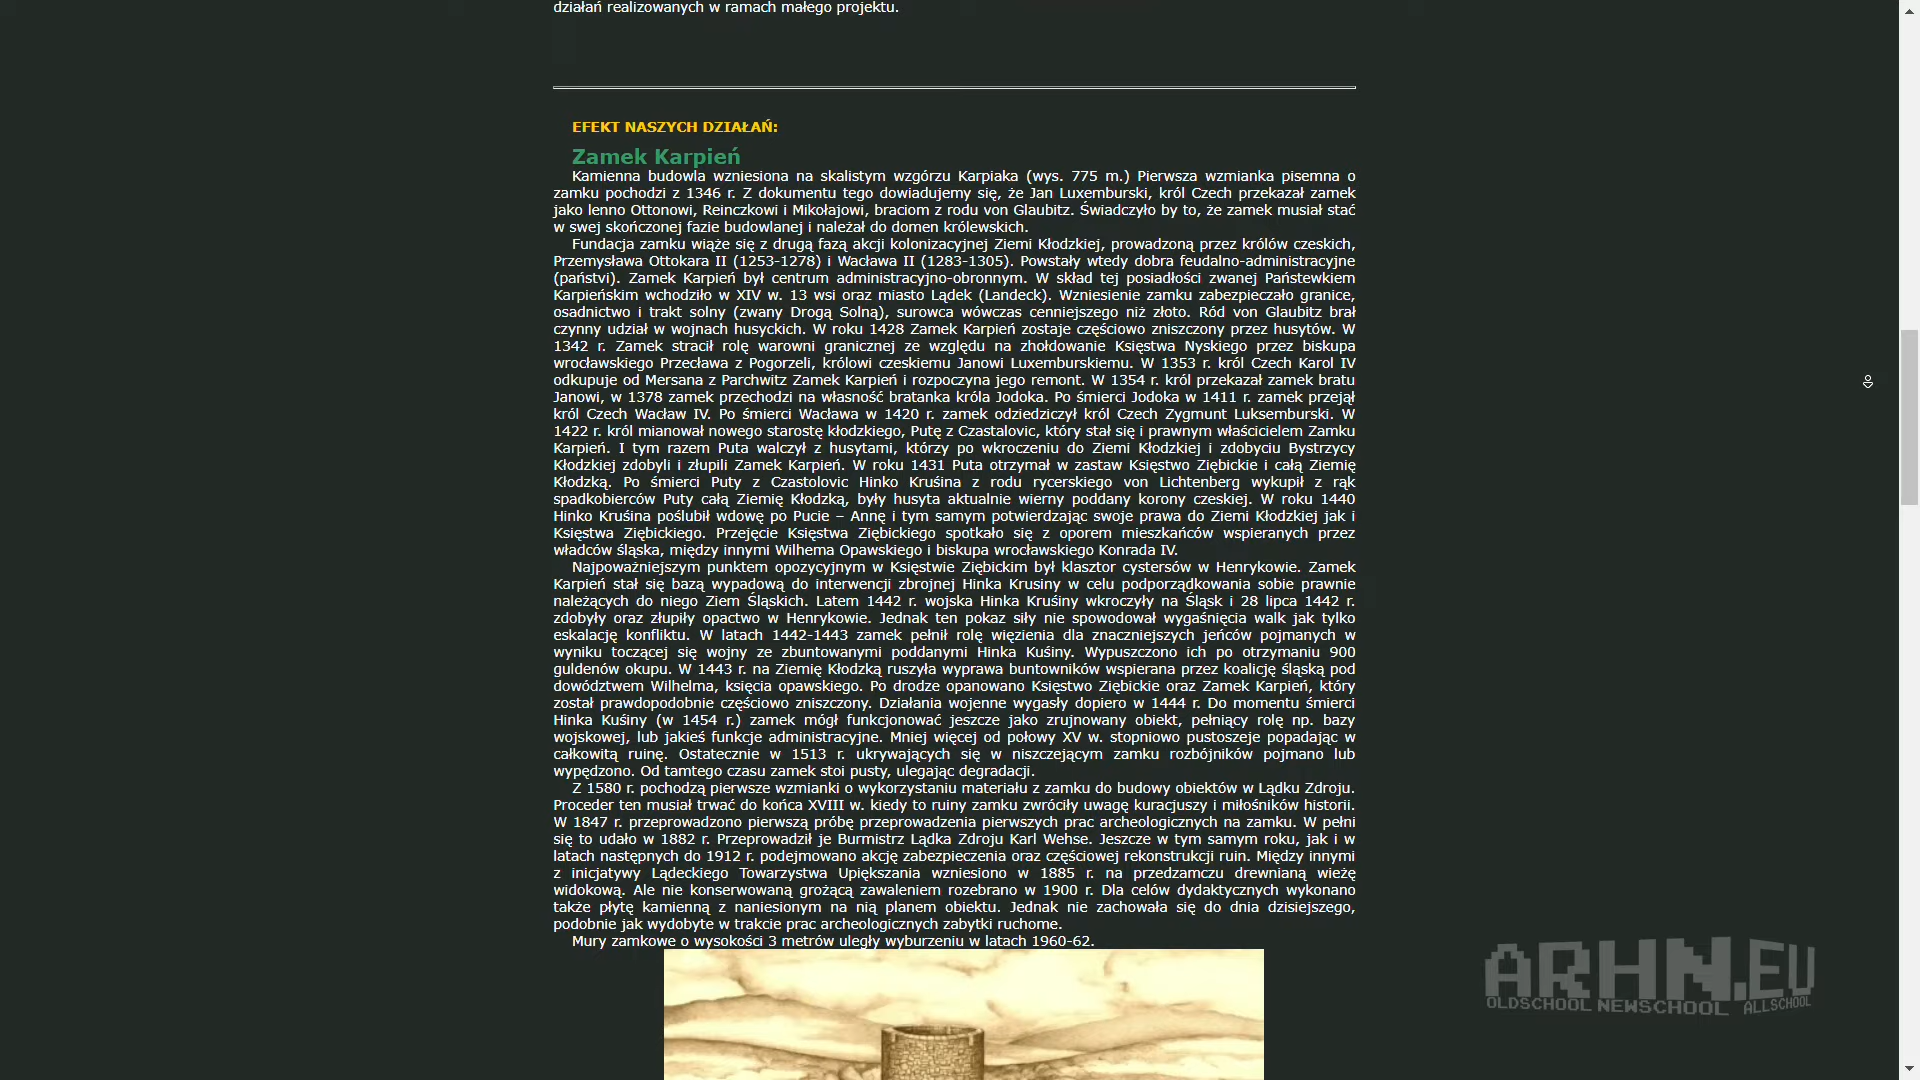 działań realizowanych w ramach małego projektu.
EFEKT NASZYCH DZIAŁAŃ:
Zamek Karpień
Kamienna budowla wzniesiona na skalistym wzgórzu Karpiaka (wys. 775 m.) Pierwsza wzmianka pisemna o
zamku pochodzi z 1346 r. Z dokumentu tego dowiadujemy się, że Jan Luxemburski, król Czech przekazał zamek
jako lenno Ottonowi, Reinczkowi i Mikołajowi, braciom z rodu von Glaubitz. Świadczyło by to, że zamek musiał stać
w swej skończonej fazie budowlanej i należał do domen królewskich.
Fundacja zamku wiąże się z drugą fazą akcji kolonizacyjnej Ziemi Kłodzkiej, prowadzoną przez królów czeskich,
Przemysława Ottokara II (1253-1278) i Wacława II (1283-1305). Powstały wtedy dobra feudalno-administracyjne
(państvi). Zamek Karpień był centrum administracyjno-obronnym. W skład tej posiadłości zwanej Państewkiem
Karpieńskim wchodziło w XIV w. 13 wsi oraz miasto Lądek (Landeck). Wzniesienie zamku zabezpieczało granice,
osadnictwo i trakt solny (zwany Drogą Solną), surowca wówczas cenniejszego niż złoto. Ród von Glaubitz brał
czynny udział w wojnach husyckich. W roku 1428 Zamek Karpień zostaje częściowo zniszczony przez husytów. W
1342 r. Zamek stracił rolę warowni granicznej ze względu na zhołdowanie Księstwa Nyskiego przez biskupa
wrocławskiego Przecława z Pogorzeli, królowi czeskiemu Janowi Luxemburskiemu. W 1353 r. król Czech Karol IV
odkupuje od Mersana z Parchwitz Zamek Karpień i rozpoczyna jego remont. W 1354 r. król przekazał zamek bratu
Janowi, w 1378 zamek przechodzi na własność bratanka króla Jodoka. Po śmierci Jodoka w 1411 r. zamek przejął
król Czech Wacław IV. Po śmierci Wacława w 1420 r. zamek odziedziczył król Czech Zygmunt Luksemburski. W
1422 r. król mianował nowego starostę kłodzkiego, Putę z Czastalovic, który stał się i prawnym właścicielem Zamku
Karpień. I tym razem Puta walczył z husytami, którzy po wkroczeniu do Ziemi Kłodzkiej i zdobyciu Bystrzycy
Kłodzkiej zdobyli i złupili Zamek Karpień. W roku 1431 Puta otrzymał w zastaw Księstwo Ziębickie i całą Ziemię
Kłodzką. Po śmierci Puty z Czastolovic Hinko Kruśina z rodu rycerskiego von Lichtenberg wykupił z rąk
spadkobierców Puty całą Ziemię Kłodzką, były husyta aktualnie wierny poddany korony czeskiej. W roku 1440
Hinko Kruśina poślubił wdowę po Pucie – Annę i tym samym potwierdzając swoje prawa do Ziemi Kłodzkiej jak i
Księstwa Ziębickiego. Przejęcie Księstwa Ziębickiego spotkało się z oporem mieszkańców wspieranych przez
władców śląska, między innymi Wilhema Opawskiego i biskupa wrocławskiego Konrada IV.
Najpoważniejszym punktem opozycyjnym w Księstwie Ziębickim był klasztor cystersów w Henrykowie. Zamek
Karpień stał się bazą wypadową do interwencji zbrojnej Hinka Krusiny w celu podporządkowania sobie prawnie
należących do niego Ziem Śląskich. Latem 1442 r. wojska Hinka Kruśiny wkroczyły na Śląsk i 28 lipca 1442 r.
zdobyły oraz złupiły opactwo w Henrykowie. Jednak ten pokaz siły nie spowodował wygaśnięcia walk jak tylko
eskalację konfliktu. W latach 1442-1443 zamek pełnił rolę więzienia dla znaczniejszych jeńców pojmanych w
wyniku toczącej się wojny ze zbuntowanymi poddanymi Hinka Kuśiny. Wypuszczono ich po otrzymaniu 900
guldenów okupu. W 1443 r. na Ziemię Kłodzką ruszyła wyprawa buntowników wspierana przez koalicję śląską pod
dowództwem Wilhelma, księcia opawskiego. Po drodze opanowano Księstwo Ziębickie oraz Zamek Karpień, który
został prawdopodobnie częściowo zniszczony. Działania wojenne wygasły dopiero w 1444 r. Do momentu śmierci
Hinka Kuśiny (w 1454 r.) zamek mógł funkcjonować jeszcze jako zrujnowany obiekt, pełniący rolę np. bazy
wojskowej, lub jakieś funkcje administracyjne. Mniej więcej od połowy XV w. stopniowo pustoszeje popadając w
całkowitą ruinę. Ostatecznie w 1513 r. ukrywających się w niszczejącym zamku rozbójników pojmano lub
wypędzono. Od tamtego czasu zamek stoi pusty, ulegając degradacji.
Z 1580 r. pochodzą pierwsze wzmianki o wykorzystaniu materiału z zamku do budowy obiektów w Lądku Zdroju.
Proceder ten musiał trwać do końca XVIII w. kiedy to ruiny zamku zwróciły uwagę kuracjuszy i miłośników historii.
W 1847 r. przeprowadzono pierwszą próbę przeprowadzenia pierwszych prac archeologicznych na zamku. W pełni
się to udało w 1882 r. Przeprowadził je Burmistrz Lądka Zdroju Karl Wehse. Jeszcze w tym samym roku, jak i w
latach następnych do 1912 r. podejmowano akcję zabezpieczenia oraz częściowej rekonstrukcji ruin. Między innymi
z inicjatywy Lądeckiego Towarzystwa Upiększania wzniesiono w 1885 r. na przedzamczu drewnianą wieżę
widokową. Ale nie konserwowaną grożącą zawaleniem rozebrano w 1900 r. Dla celów dydaktycznych wykonano
także płytę kamienną z naniesionym na nią planem obiektu. Jednak nie zachowała się do dnia dzisiejszego,
podobnie jak wydobyte w trakcie prac archeologicznych zabytki ruchome.
Mury zamkowe o wysokości 3 metrów uległy wyburzeniu w latach 1960-62.
ARHN.EU
OLDSCHOOL NEWSCHOOL ALLSCHOOL